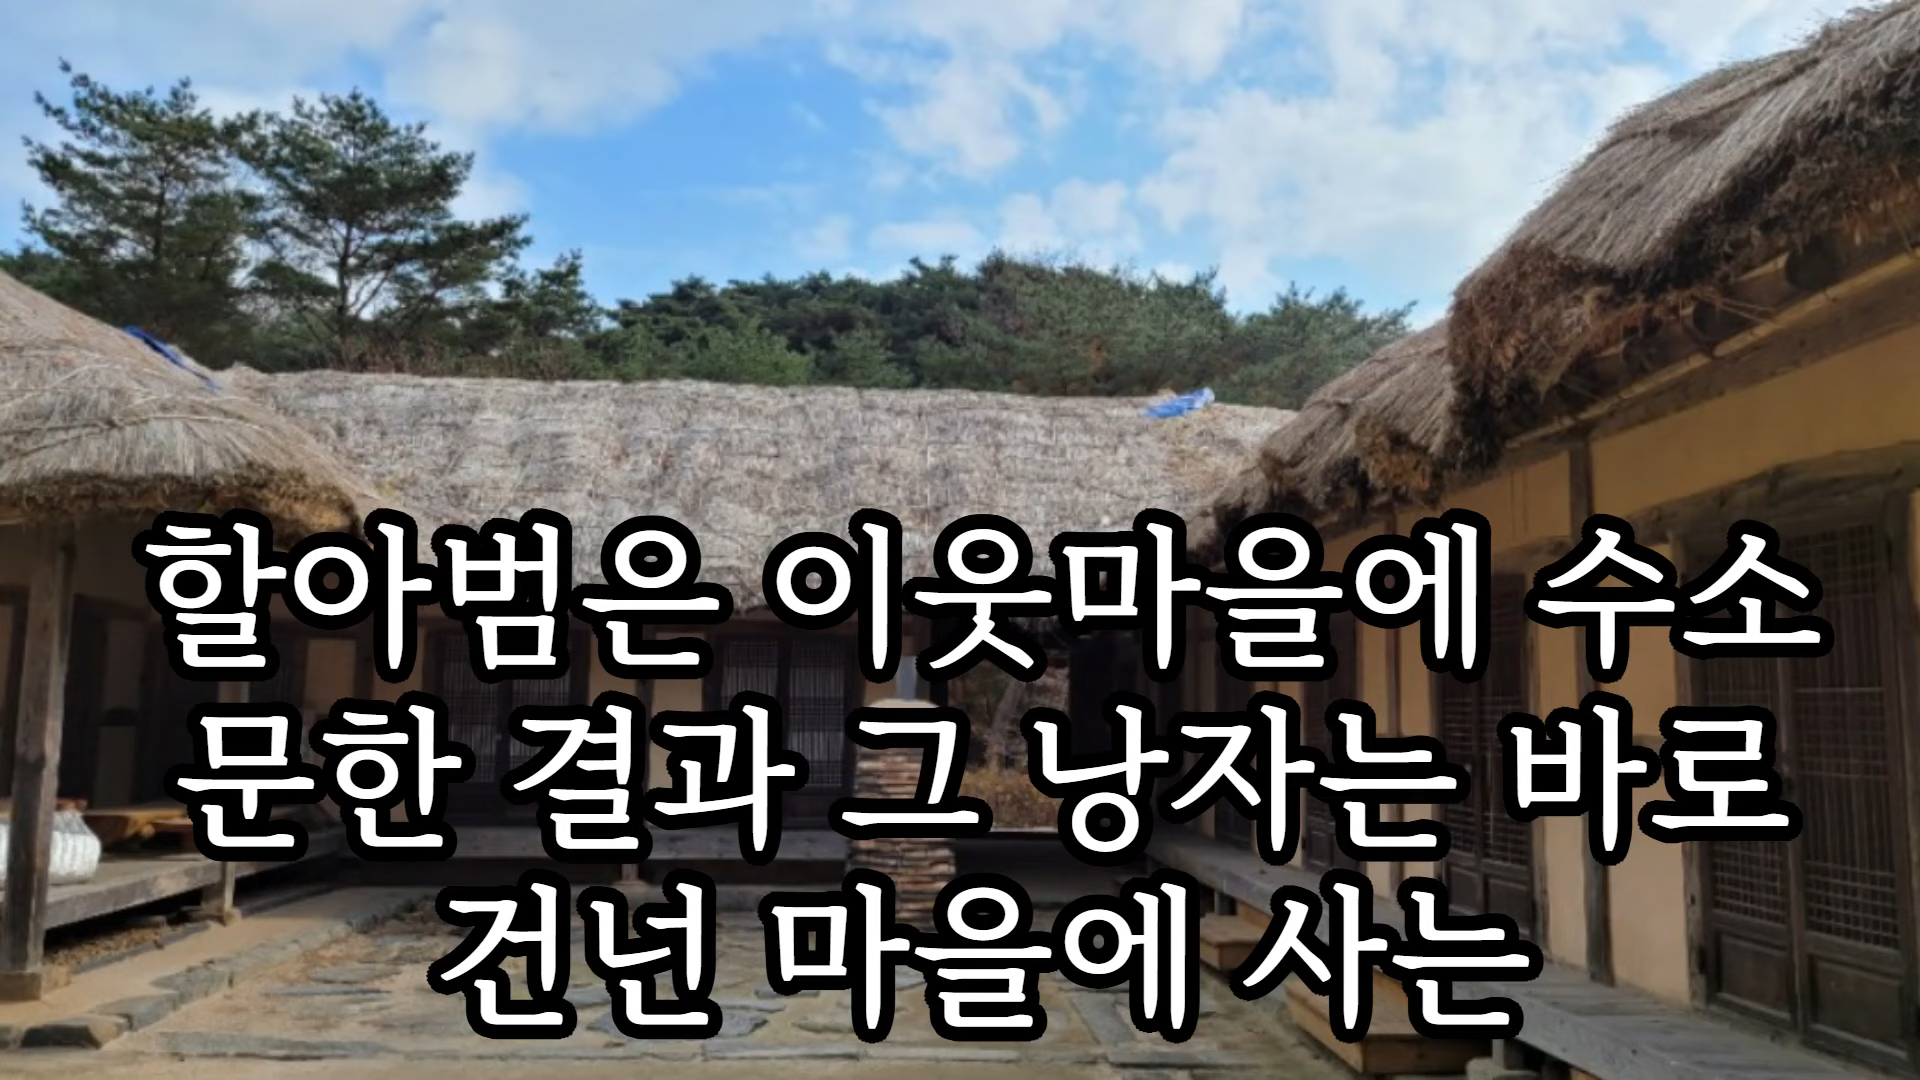 할아범은 이웃마을에 수소
문한 결과 그 낭자는 바로
건넌 마을에 사는